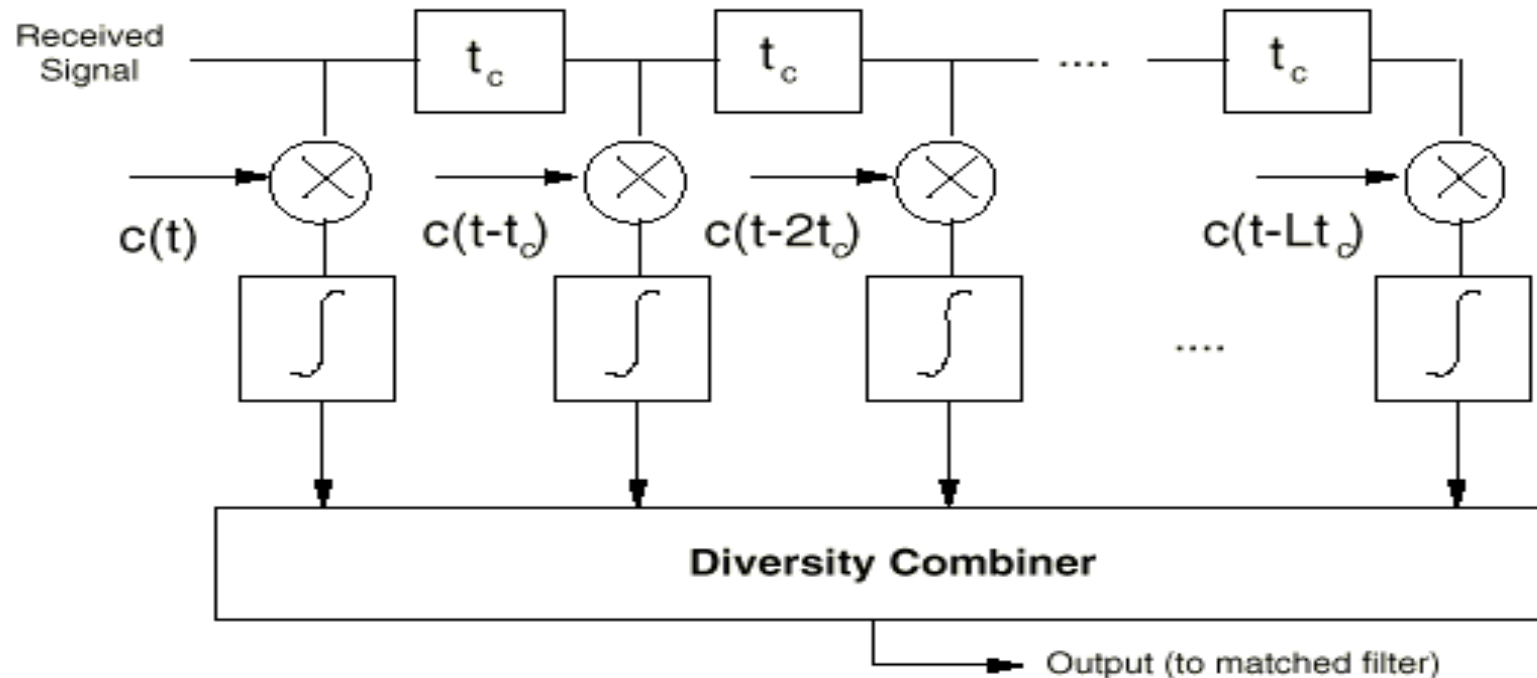 Received
Signal
t_c
t_c
....
t_c
c(t)
c(t-t_c)
c(t-2t_c)
c(t-Lt_c)
∫
∫
∫
....
∫
Diversity Combiner
Output (to matched filter)